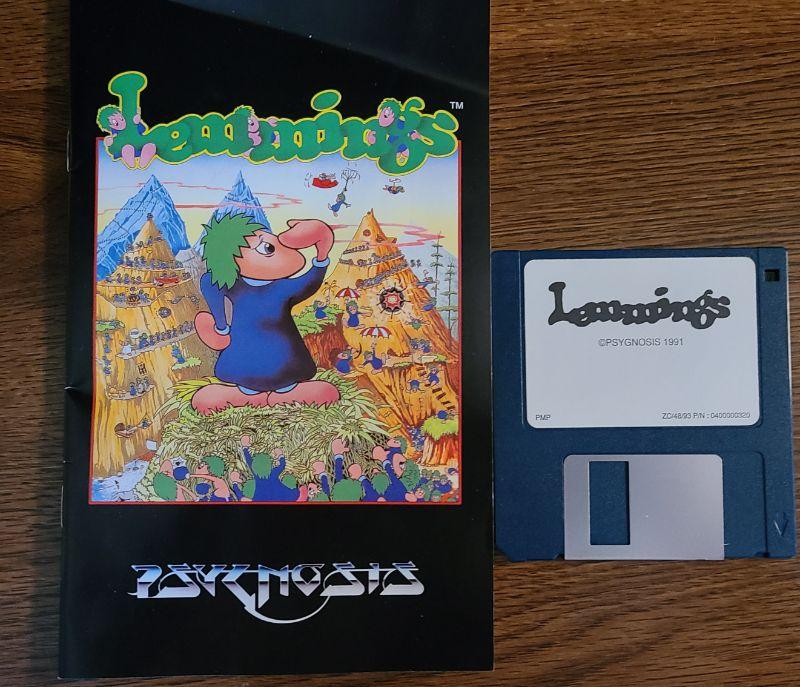 Lemmings™
PSYGNOSIS
Lemmings
©PSYGNOSIS 1991
PMP
ZC/48/93 P/N : 0400000320